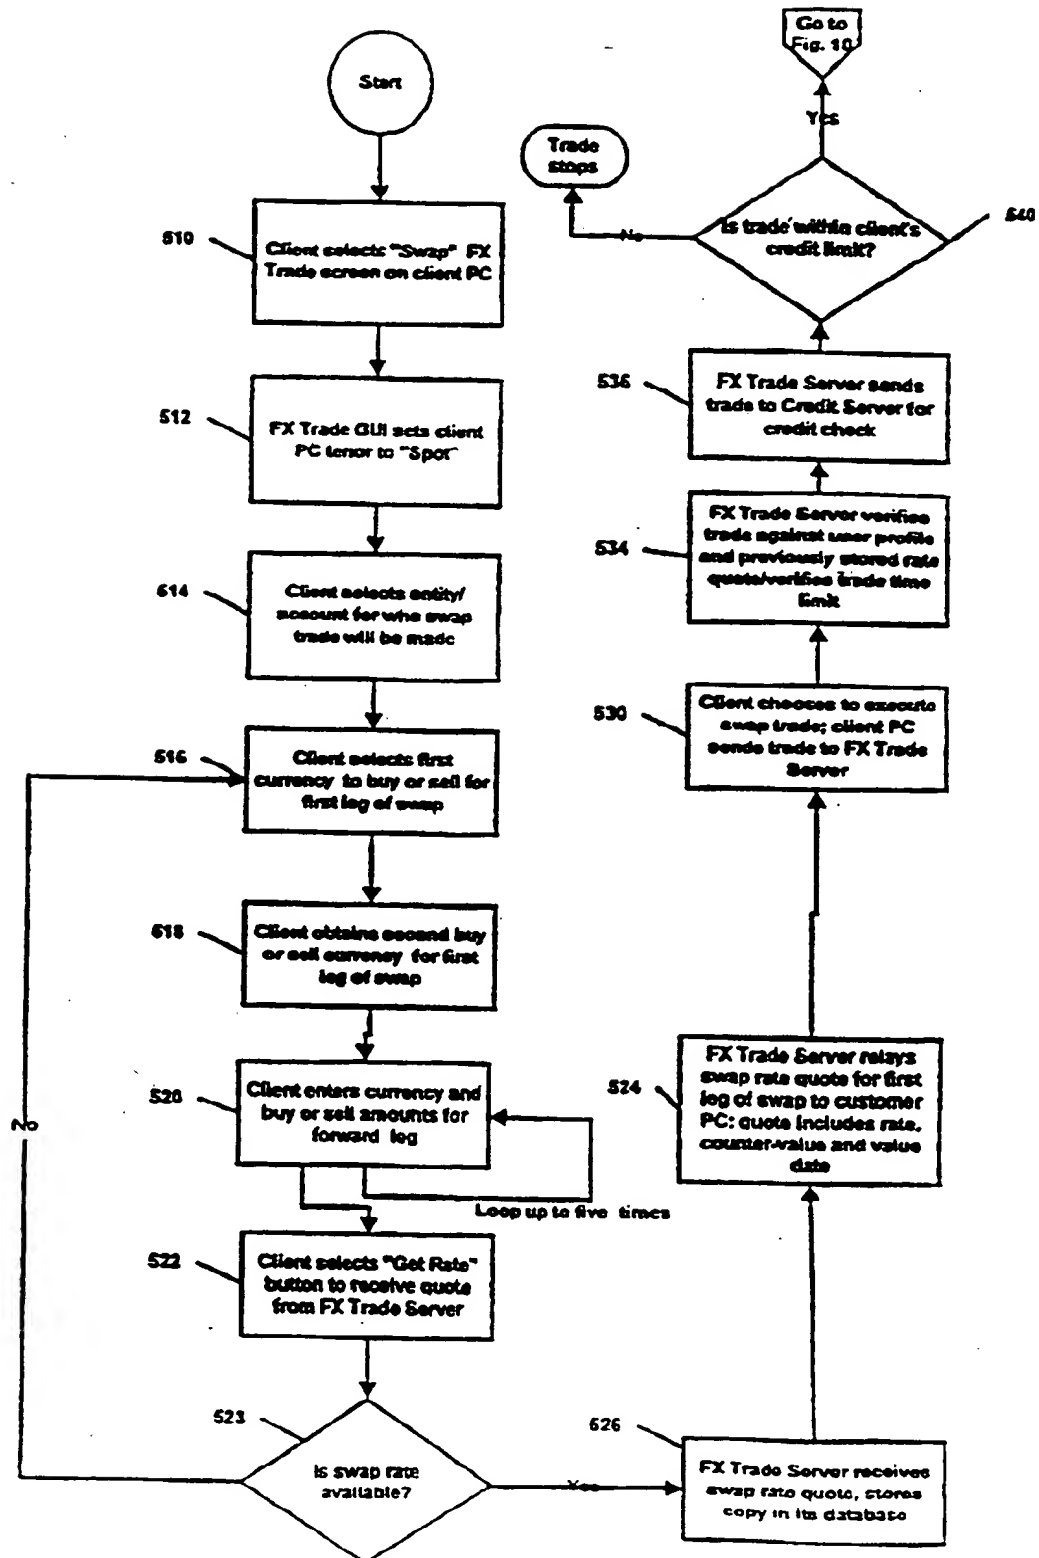 Start
510
Client selects "Swap" FX
Trade screen on client PC
512
FX Trade GUI sets client
PC tenor to "Spot"
514
Client selects entity/
account for who swap
trade will be made
516
Client selects first
currency to buy or sell for
first leg of swap
518
Client obtains second buy
or sell currency for first
leg of swap
520
Client enters currency and
buy or sell amounts for
forward leg
Loop up to five times
522
Client selects "Get Rate"
button to receive quote
from FX Trade Server
523
Is swap rate
available?
No
Yes
526
FX Trade Server receives
swap rate quote, stores
copy in its database
524
FX Trade Server relays
swap rate quote for first
leg of swap to customer
PC: quote includes rate,
counter-value and value
date
530
Client chooses to execute
swap trade; client PC
sends trade to FX Trade
Server
534
FX Trade Server verifies
trade against user profile
and previously stored rate
quote/verifies trade time
limit
536
FX Trade Server sends
trade to Credit Server for
credit check
540
Is trade within client's
credit limit?
No
Trade
stops
Yes
Go to
Fig. 10